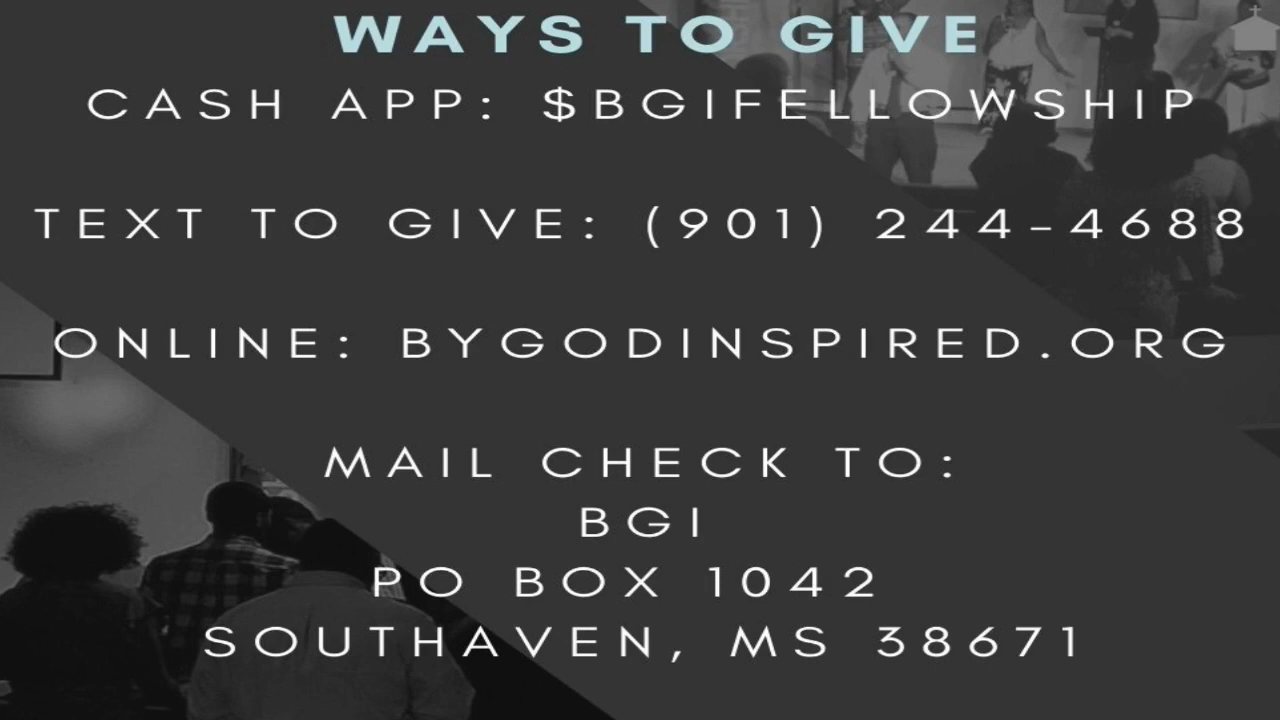 WAYS TO GIVE
CASH APP: $BGIFELLOWSHIP
TEXT TO GIVE: (901) 244-4688
ONLINE: BYGODINSPIRED.ORG
MAIL CHECK TO:
BGI
PO BOX 1042
SOUTHAVEN, MS 38671